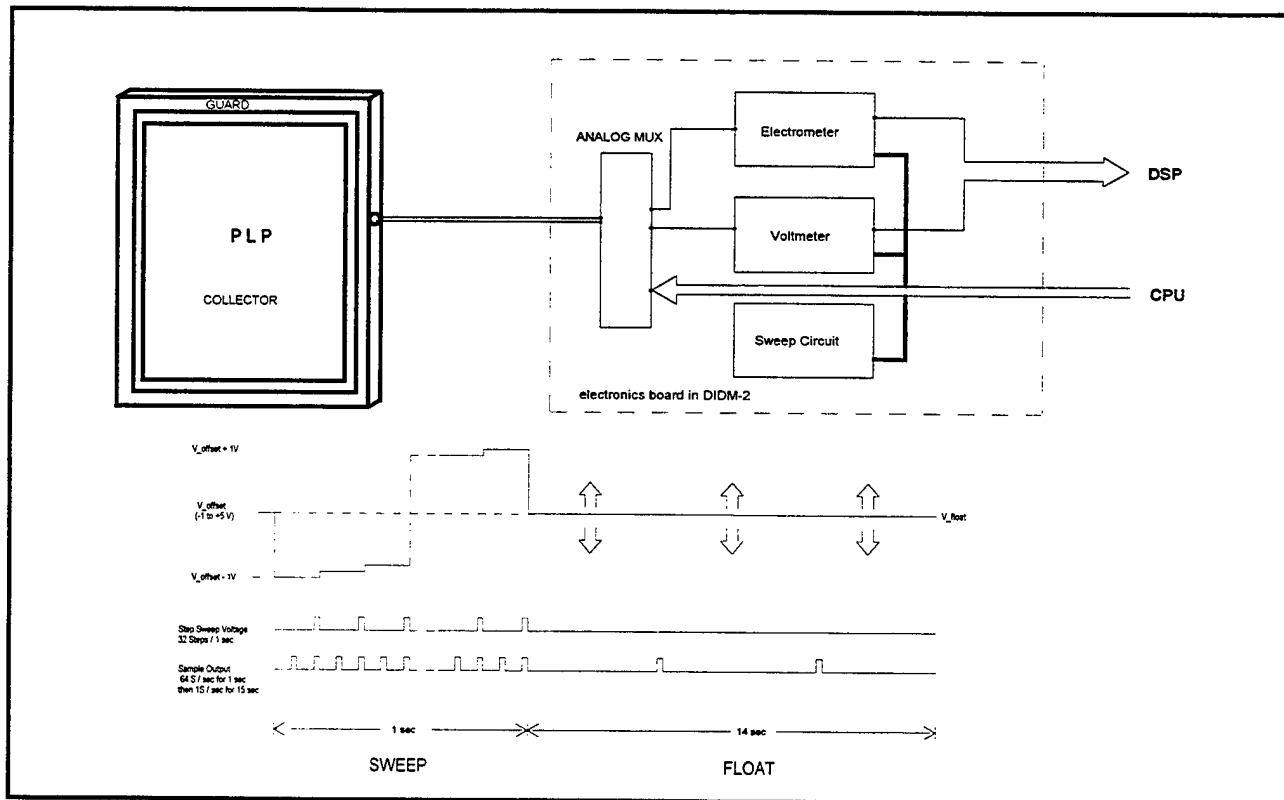 GUARD
PLP
COLLECTOR
ANALOG MUX
Electrometer
Voltmeter
Sweep Circuit
DSP
CPU
electronics board in DIDM-2
V_offset + 1V
V_offset
(-1 to +5 V)
V_float
V_offset - 1V
Step Sweep Voltage
32 Steps / 1 sec
Sample Output
64 S / sec for 1 sec
then 1S / sec for 15 sec
1 sec
14 sec
SWEEP
FLOAT